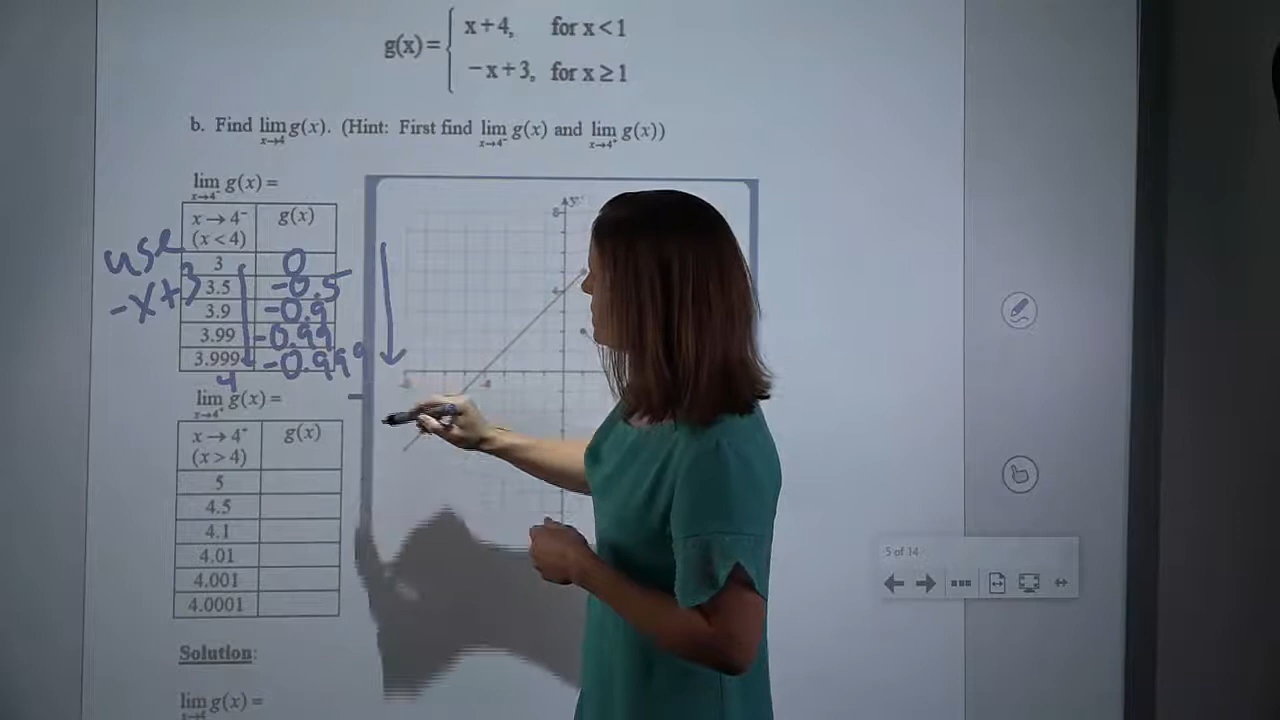 g(x) = { x+4, for x<1
−x+3, for x≥1
b. Find lim x→4 g(x). (Hint: First find lim x→4⁻ g(x) and lim x→4⁺ g(x))
lim x→4⁻ g(x) =
x → 4⁻ (x < 4) g(x)
use -x+3
3 0
3.5 -0.5
3.9 -0.9
3.99 -0.99
3.999 -0.999
4
lim x→4⁺ g(x) =
x → 4⁺ (x > 4) g(x)
5
4.5
4.1
4.01
4.001
4.0001
Solution:
lim x→4 g(x) =
8
4
5 of 14